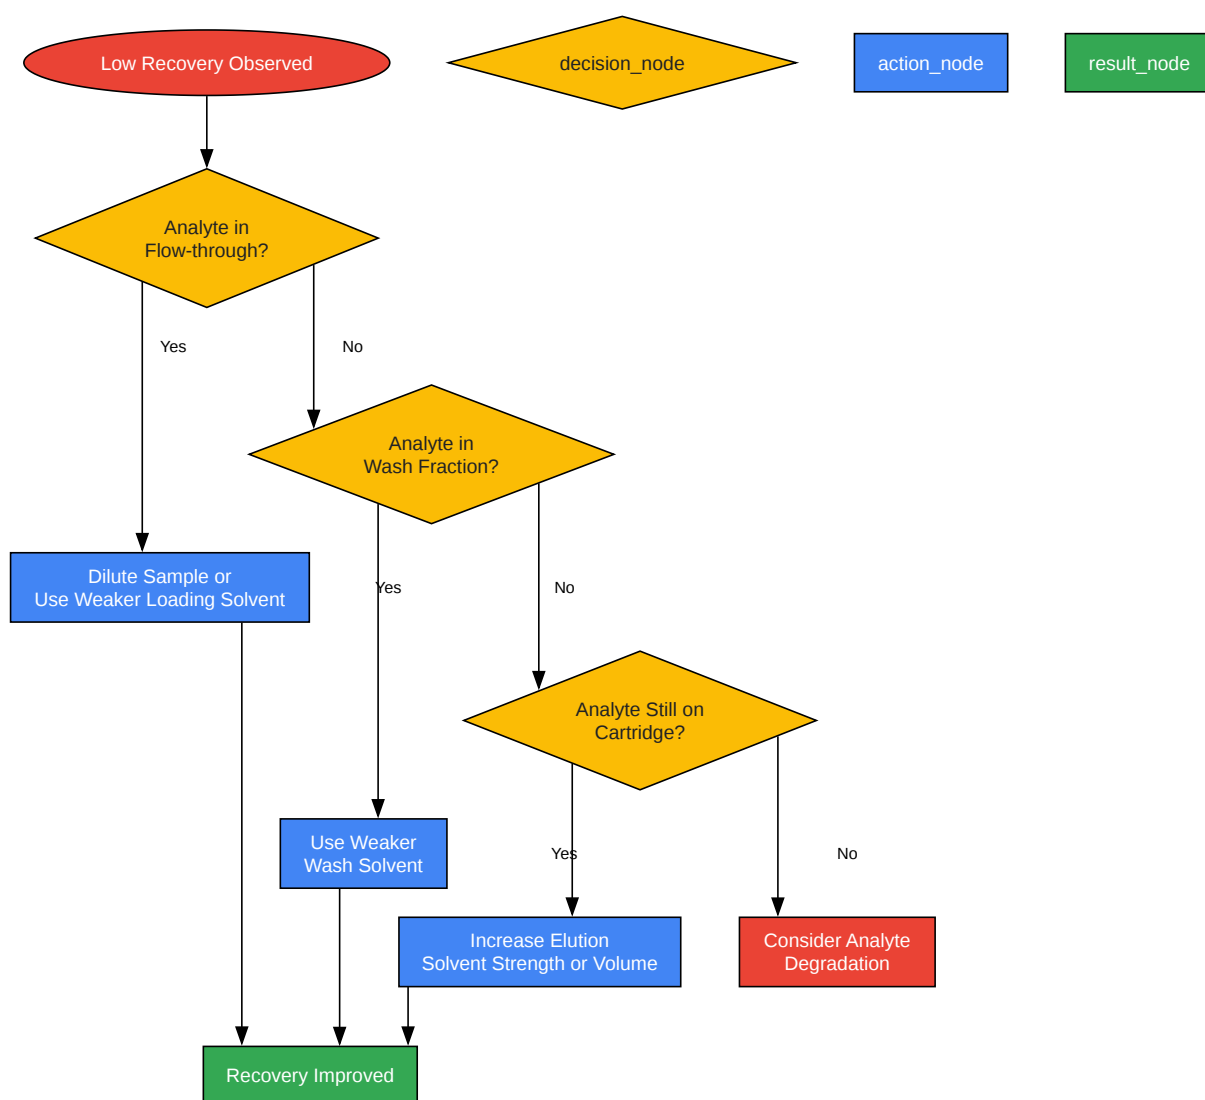 Low Recovery Observed
decision_node
action_node
result_node
Analyte in
Flow-through?
Yes
No
Analyte in
Wash Fraction?
Dilute Sample or
Use Weaker Loading Solvent
Yes
No
Analyte Still on
Cartridge?
Use Weaker
Wash Solvent
Yes
No
Increase Elution
Solvent Strength or Volume
Consider Analyte
Degradation
Recovery Improved